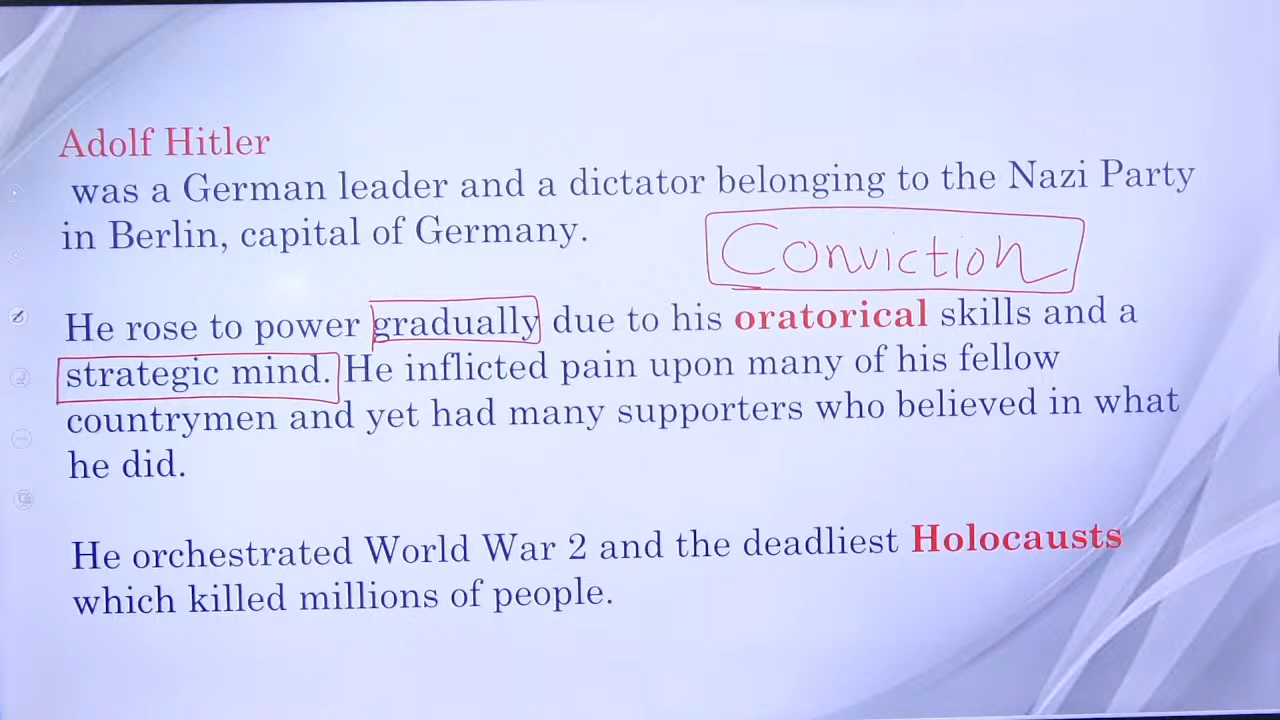 Adolf Hitler
was a German leader and a dictator belonging to the Nazi Party
in Berlin, capital of Germany.
Conviction
He rose to power gradually due to his oratorical skills and a
strategic mind. He inflicted pain upon many of his fellow
countrymen and yet had many supporters who believed in what
he did.
He orchestrated World War 2 and the deadliest Holocausts
which killed millions of people.